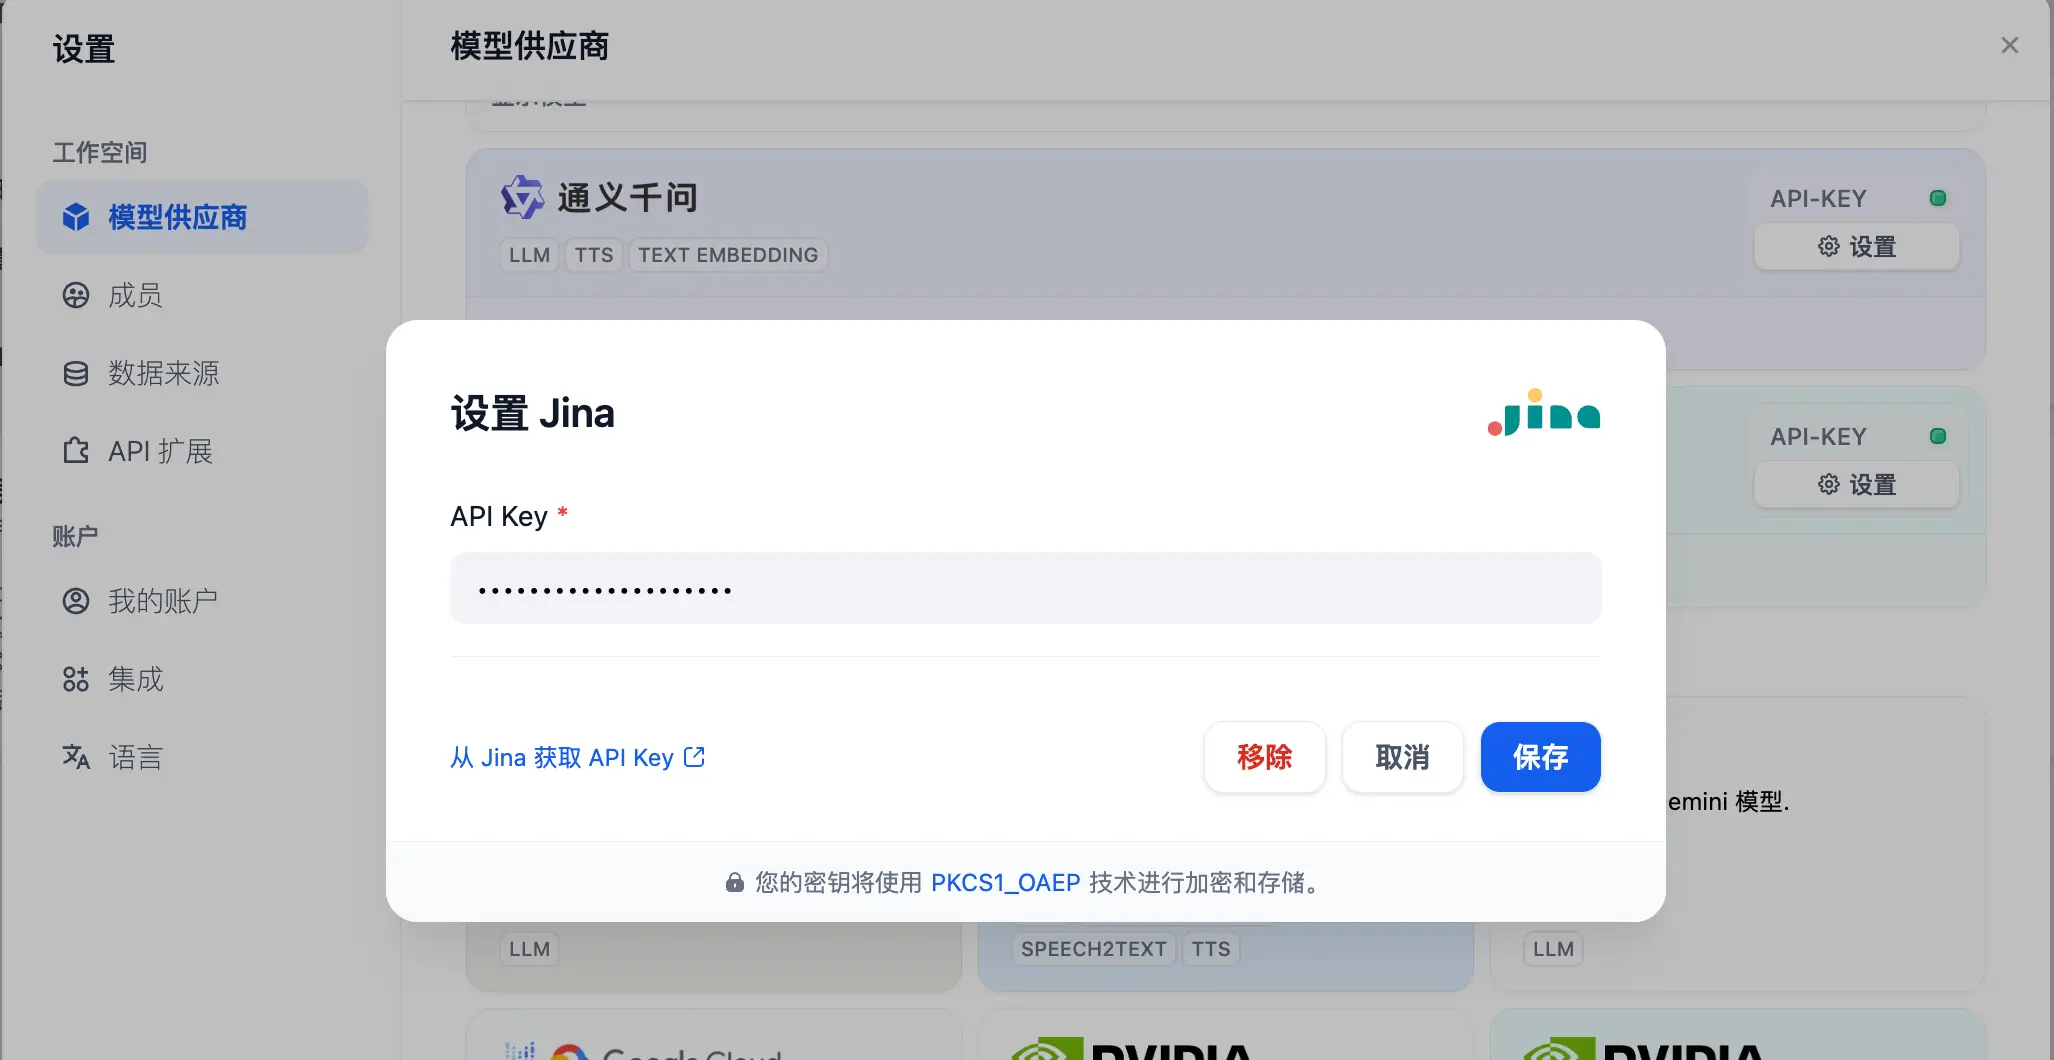 设置
模型供应商
工作空间
模型供应商
成员
数据来源
API 扩展
账户
我的账户
集成
语言
通义千问
LLM TTS TEXT EMBEDDING
API-KEY
设置
API-KEY
设置
设置 Jina
Jina
API Key *
从 Jina 获取 API Key
移除
取消
保存
您的密钥将使用 PKCS1_OAEP 技术进行加密和存储。
emini 模型.
LLM
SPEECH2TEXT TTS
LLM
Google Cloud
NVIDIA
NVIDIA